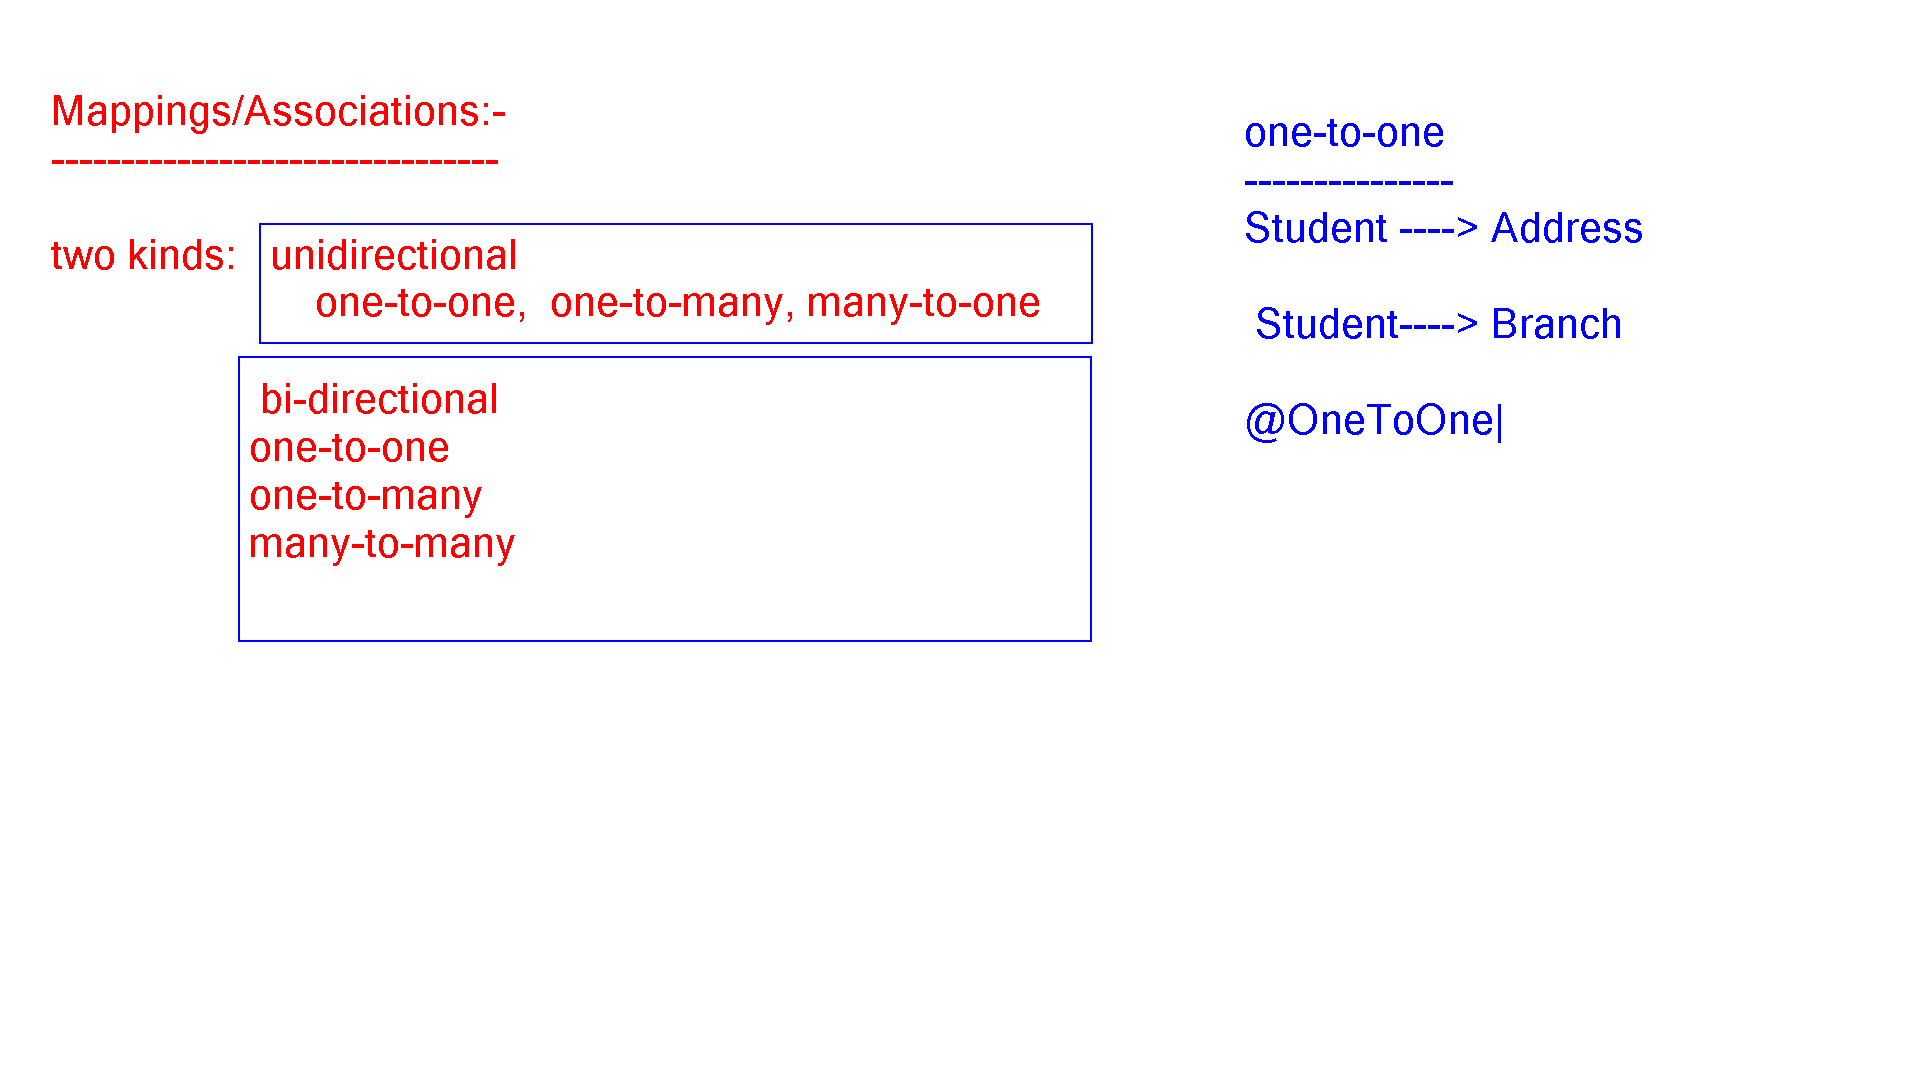 Mappings/Associations:-
--------------------------------
two kinds: unidirectional
one-to-one, one-to-many, many-to-one
bi-directional
one-to-one
one-to-many
many-to-many
one-to-one
---------------
Student ----> Address
Student----> Branch
@OneToOne|